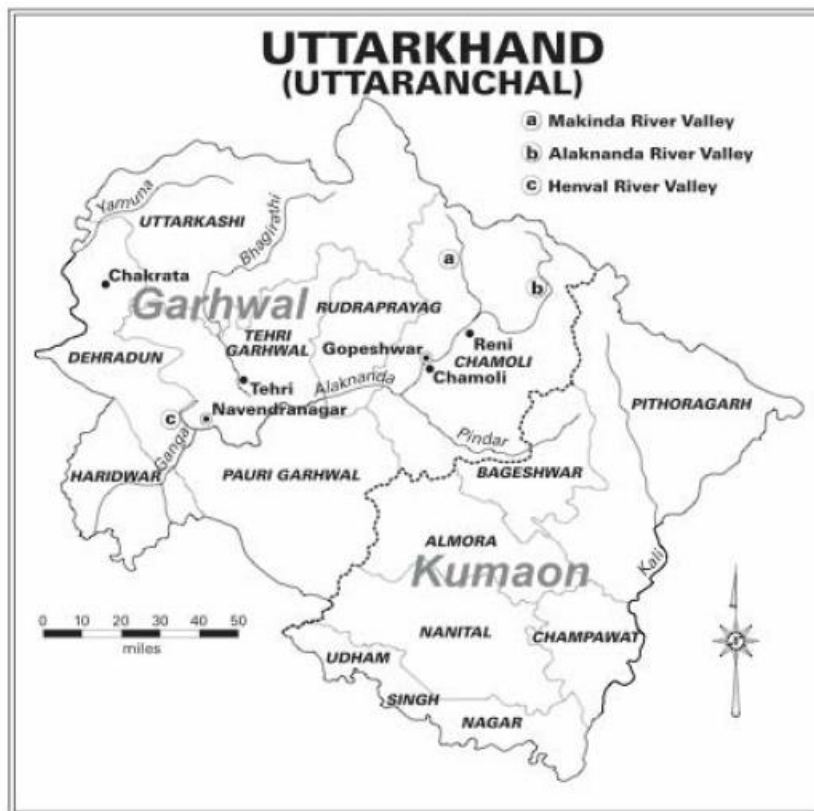 UTTARKHAND
(UTTARANCHAL)
a Makinda River Valley
b Alaknanda River Valley
c Henval River Valley
Yamuna
UTTARKASHI
Bhagirathi
a
Chakrata
b
Garhwal
RUDRAPRAYAG
TEHRI
GARHWAL
Reni
Gopeshwar
CHAMOLI
DEHRADUN
Chamoli
Tehri
Alaknanda
PITHORAGARH
c
Navendranagar
Ganga
Pindar
HARIDWAR
PAURI GARHWAL
BAGESHWAR
ALMORA
Kumaon
Kali
0 10 20 30 40 50
miles
NANITAL
CHAMPAWAT
UDHAM
SINGH
NAGAR
N